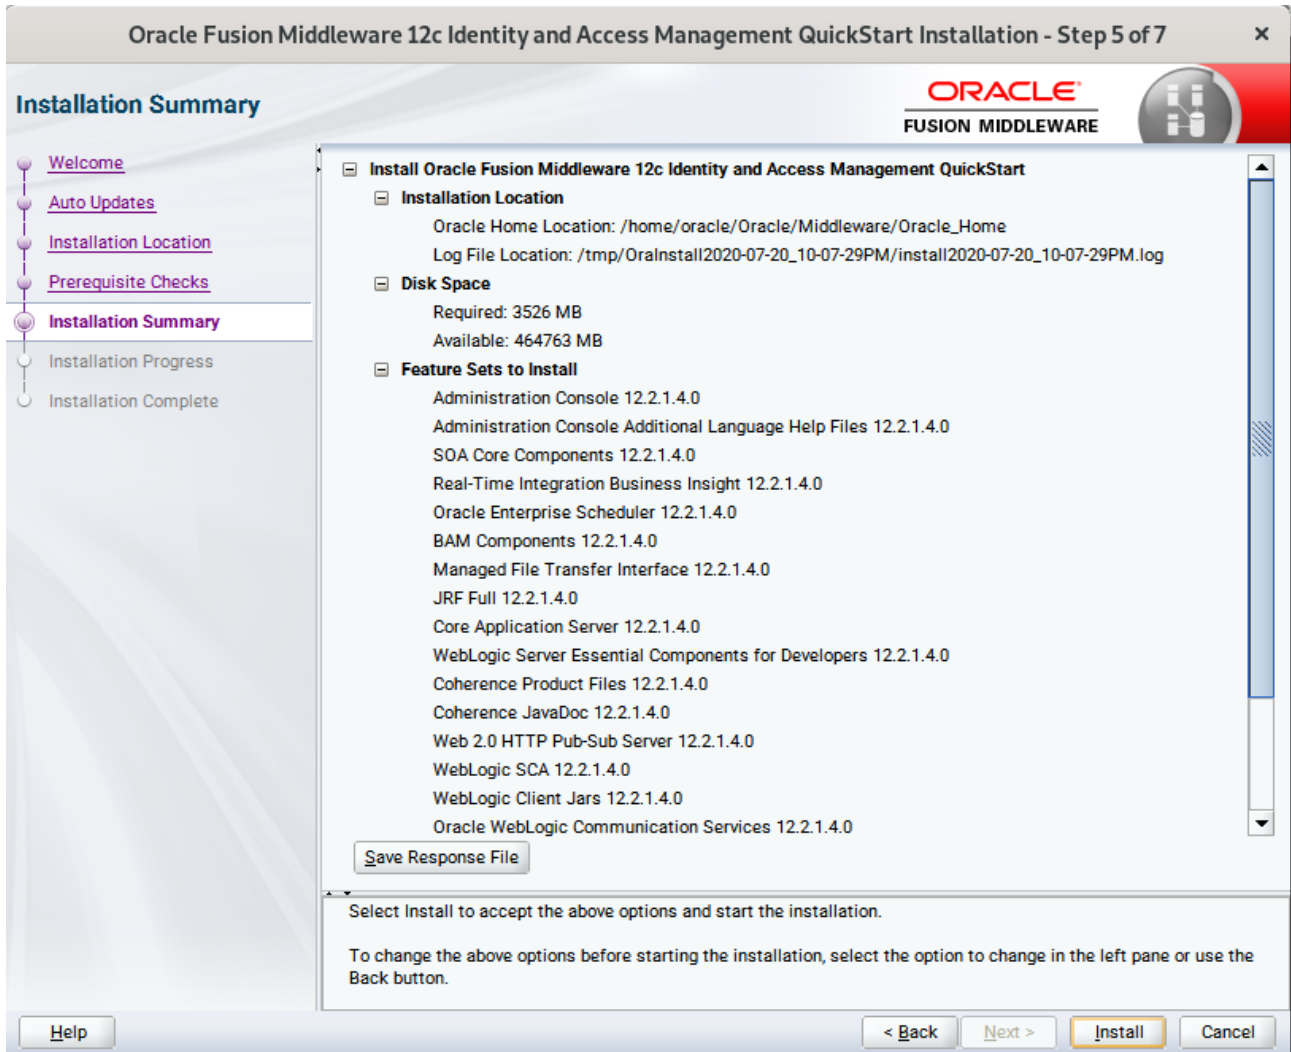 Oracle Fusion Middleware 12c Identity and Access Management QuickStart Installation - Step 5 of 7
Installation Summary
ORACLE
FUSION MIDDLEWARE
Welcome
Auto Updates
Installation Location
Prerequisite Checks
Installation Summary
Installation Progress
Installation Complete
Install Oracle Fusion Middleware 12c Identity and Access Management QuickStart
Installation Location
Oracle Home Location: /home/oracle/Oracle/Middleware/Oracle_Home
Log File Location: /tmp/OraInstall2020-07-20_10-07-29PM/install2020-07-20_10-07-29PM.log
Disk Space
Required: 3526 MB
Available: 464763 MB
Feature Sets to Install
Administration Console 12.2.1.4.0
Administration Console Additional Language Help Files 12.2.1.4.0
SOA Core Components 12.2.1.4.0
Real-Time Integration Business Insight 12.2.1.4.0
Oracle Enterprise Scheduler 12.2.1.4.0
BAM Components 12.2.1.4.0
Managed File Transfer Interface 12.2.1.4.0
JRF Full 12.2.1.4.0
Core Application Server 12.2.1.4.0
WebLogic Server Essential Components for Developers 12.2.1.4.0
Coherence Product Files 12.2.1.4.0
Coherence JavaDoc 12.2.1.4.0
Web 2.0 HTTP Pub-Sub Server 12.2.1.4.0
WebLogic SCA 12.2.1.4.0
WebLogic Client Jars 12.2.1.4.0
Oracle WebLogic Communication Services 12.2.1.4.0
Save Response File
Select Install to accept the above options and start the installation.
To change the above options before starting the installation, select the option to change in the left pane or use the
Back button.
Help
< Back
Next >
Install
Cancel